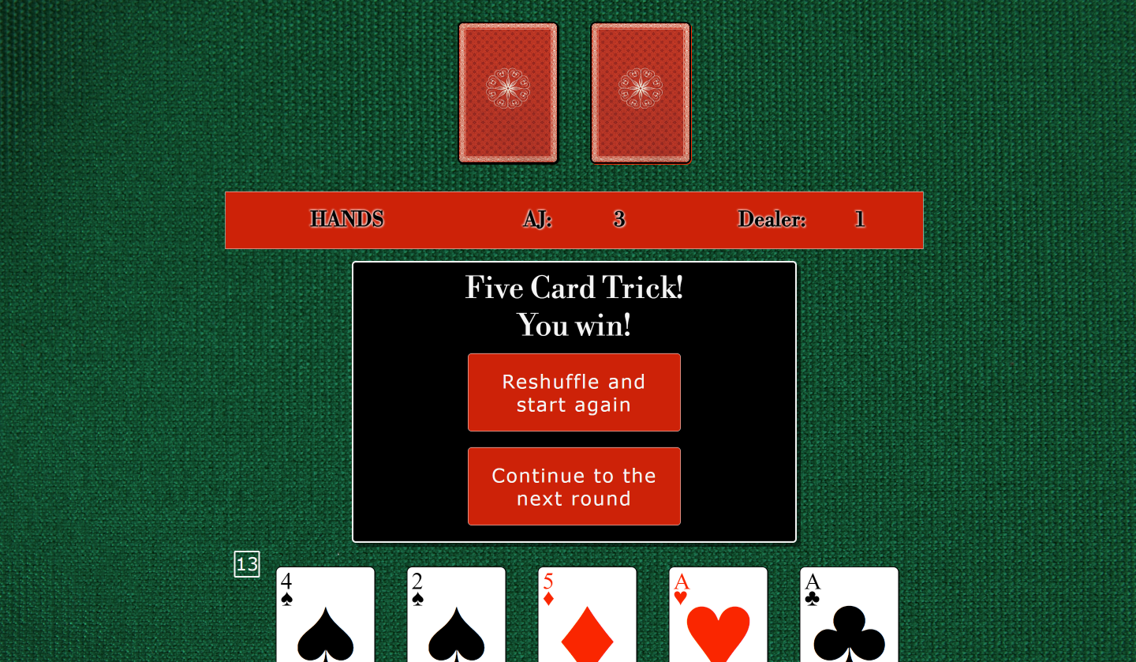 HANDS AJ: 3 Dealer: 1
Five Card Trick!
You win!
Reshuffle and
start again
Continue to the
next round
13
4 2 5 A A